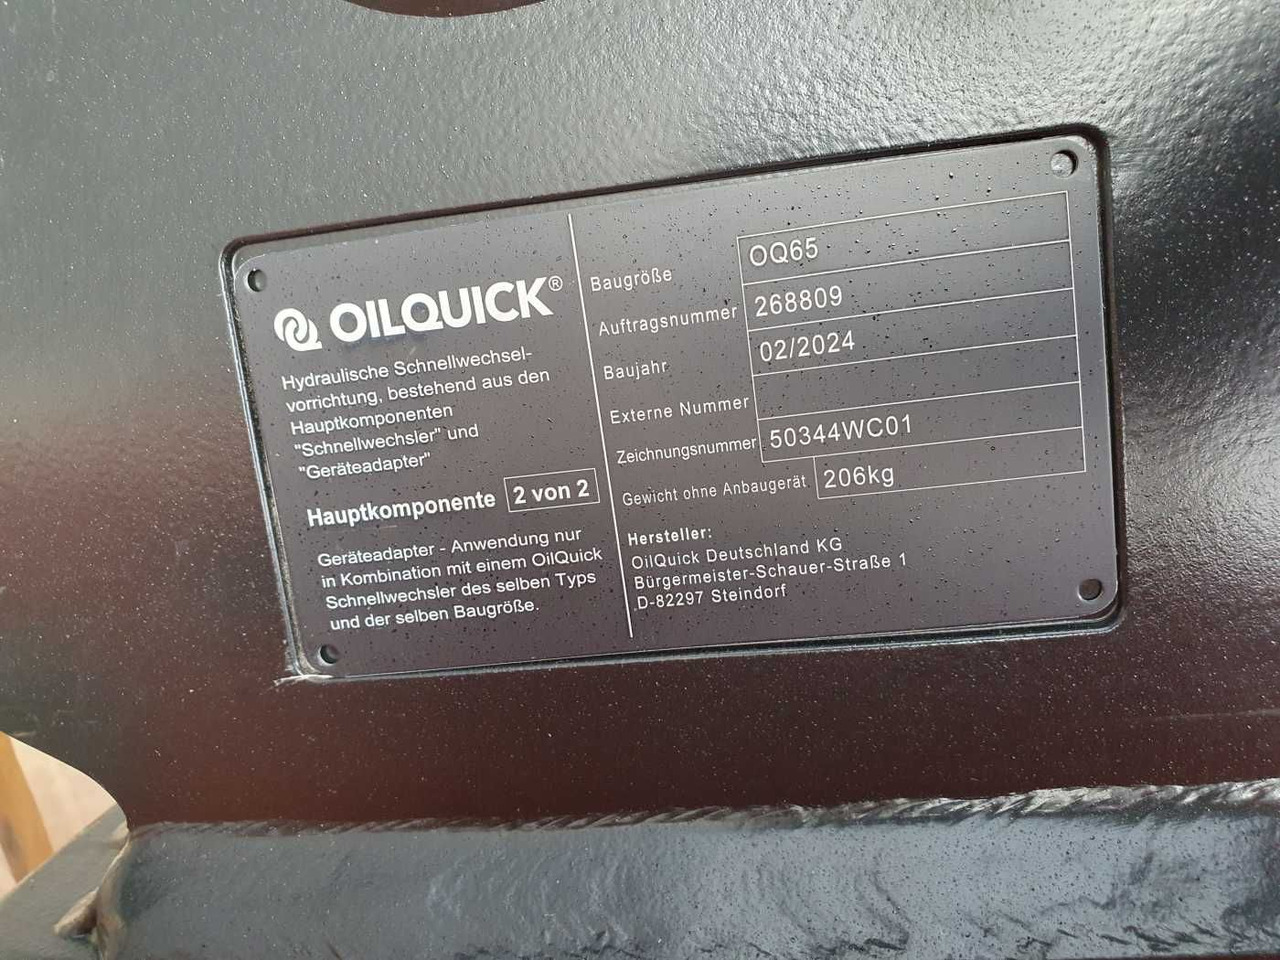 OILQUICK®
Hydraulische Schnellwechsel-
vorrichtung, bestehend aus den
Hauptkomponenten
"Schnellwechsler" und
"Geräteadapter"
Hauptkomponente 2 von 2
Geräteadapter - Anwendung nur
in Kombination mit einem OilQuick
Schnellwechsler des selben Typs
und der selben Baugröße.
Baugröße OQ65
Auftragsnummer 268809
Baujahr 02/2024
Externe Nummer
Zeichnungsnummer 50344WC01
Gewicht ohne Anbaugerät 206kg
Hersteller:
OilQuick Deutschland KG
Bürgermeister-Schauer-Straße 1
D-82297 Steindorf